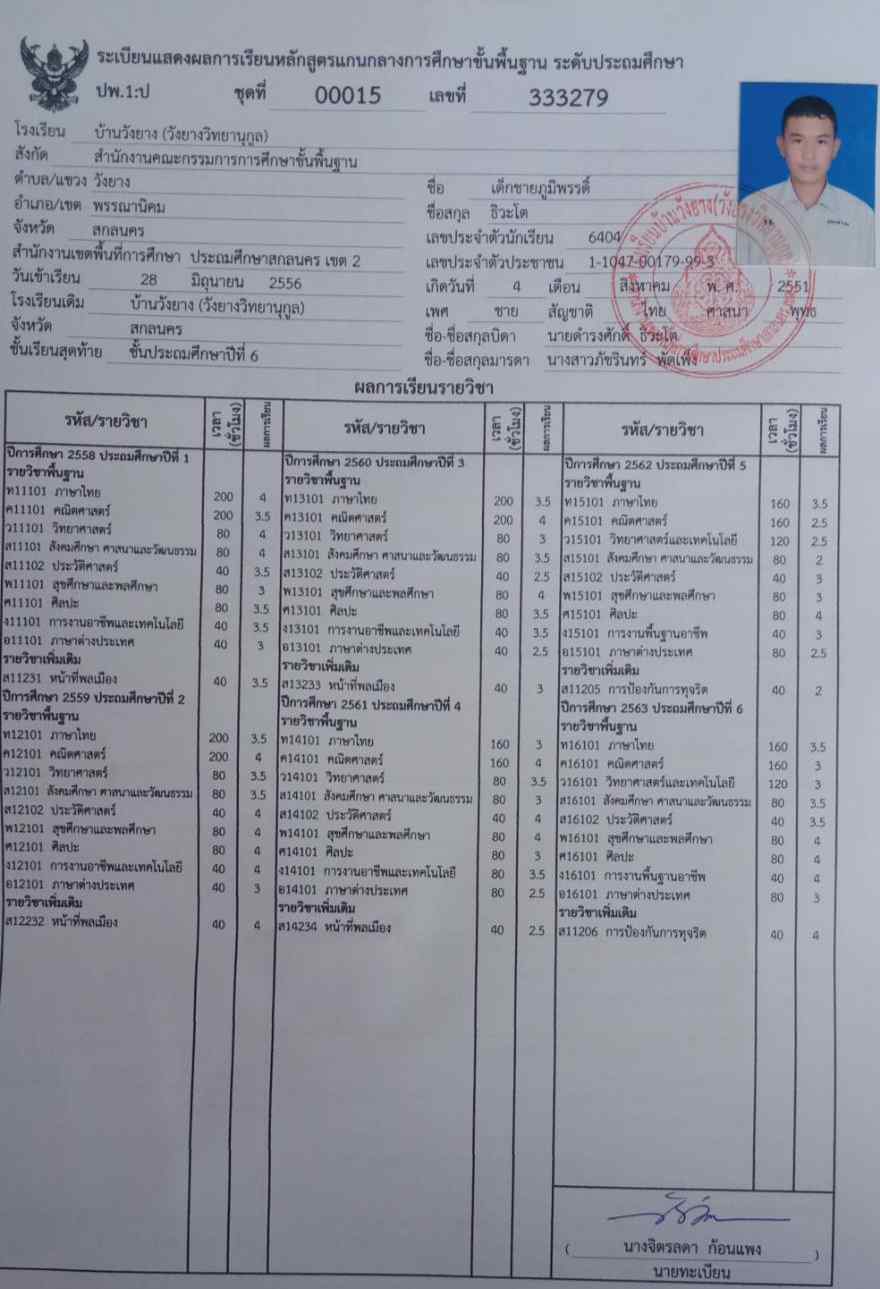 ระเบียนแสดงผลการเรียนหลักสูตรแกนกลางการศึกษาขั้นพื้นฐาน ระดับประถมศึกษา
ปพ.1:ป ชุดที่ 00015 เลขที่ 333279
โรงเรียน บ้านวังยาง (วังยางวิทยานุกูล)
สังกัด สำนักงานคณะกรรมการการศึกษาขั้นพื้นฐาน
ตำบล/แขวง วังยาง
อำเภอ/เขต พรรณานิคม
จังหวัด สกลนคร
สำนักงานเขตพื้นที่การศึกษา ประถมศึกษาสกลนคร เขต 2
วันเข้าเรียน 28 มิถุนายน 2556
โรงเรียนเดิม บ้านวังยาง (วังยางวิทยานุกูล)
จังหวัด สกลนคร
ชั้นเรียนสุดท้าย ชั้นประถมศึกษาปีที่ 6
ชื่อ เด็กชายภูมิพรรดิ์
ชื่อสกุล ธิวะโต
เลขประจำตัวนักเรียน 6404
เลขประจำตัวประชาชน 1-1047-00179-99-3
เกิดวันที่ 4 เดือน สิงหาคม พ.ศ. 2551
เพศ ชาย สัญชาติ ไทย ศาสนา พุทธ
ชื่อ-ชื่อสกุลบิดา นายดำรงศักดิ์ ธิวะโต
ชื่อ-ชื่อสกุลมารดา นางสาวภัชรินทร์ พัดเพ็ง
ผลการเรียนรายวิชา
รหัส/รายวิชา เวลา (ชั่วโมง) ผลการเรียน
ปีการศึกษา 2558 ประถมศึกษาปีที่ 1
รายวิชาพื้นฐาน
ท11101 ภาษาไทย 200 4
ค11101 คณิตศาสตร์ 200 3.5
ว11101 วิทยาศาสตร์ 80 4
ส11101 สังคมศึกษา ศาสนาและวัฒนธรรม 80 4
ส11102 ประวัติศาสตร์ 40 3.5
พ11101 สุขศึกษาและพลศึกษา 80 3
ศ11101 ศิลปะ 80 3.5
ง11101 การงานอาชีพและเทคโนโลยี 40 3.5
อ11101 ภาษาต่างประเทศ 40 3
รายวิชาเพิ่มเติม
ส11231 หน้าที่พลเมือง 40 3.5
ปีการศึกษา 2559 ประถมศึกษาปีที่ 2
รายวิชาพื้นฐาน
ท12101 ภาษาไทย 200 3.5
ค12101 คณิตศาสตร์ 200 4
ว12101 วิทยาศาสตร์ 80 3.5
ส12101 สังคมศึกษา ศาสนาและวัฒนธรรม 80 3.5
ส12102 ประวัติศาสตร์ 40 4
พ12101 สุขศึกษาและพลศึกษา 80 4
ศ12101 ศิลปะ 80 4
ง12101 การงานอาชีพและเทคโนโลยี 40 4
อ12101 ภาษาต่างประเทศ 40 3
รายวิชาเพิ่มเติม
ส12232 หน้าที่พลเมือง 40 4
รหัส/รายวิชา เวลา (ชั่วโมง) ผลการเรียน
ปีการศึกษา 2560 ประถมศึกษาปีที่ 3
รายวิชาพื้นฐาน
ท13101 ภาษาไทย 200 3.5
ค13101 คณิตศาสตร์ 200 4
ว13101 วิทยาศาสตร์ 80 3
ส13101 สังคมศึกษา ศาสนาและวัฒนธรรม 80 3.5
ส13102 ประวัติศาสตร์ 40 2.5
พ13101 สุขศึกษาและพลศึกษา 80 4
ศ13101 ศิลปะ 80 3.5
ง13101 การงานอาชีพและเทคโนโลยี 40 3.5
อ13101 ภาษาต่างประเทศ 40 2.5
รายวิชาเพิ่มเติม
ส13233 หน้าที่พลเมือง 40 3
ปีการศึกษา 2561 ประถมศึกษาปีที่ 4
รายวิชาพื้นฐาน
ท14101 ภาษาไทย 160 3
ค14101 คณิตศาสตร์ 160 4
ว14101 วิทยาศาสตร์ 80 3.5
ส14101 สังคมศึกษา ศาสนาและวัฒนธรรม 80 3
ส14102 ประวัติศาสตร์ 40 4
พ14101 สุขศึกษาและพลศึกษา 80 4
ศ14101 ศิลปะ 80 3
ง14101 การงานอาชีพและเทคโนโลยี 80 3.5
อ14101 ภาษาต่างประเทศ 80 2.5
รายวิชาเพิ่มเติม
ส14234 หน้าที่พลเมือง 40 2.5
รหัส/รายวิชา เวลา (ชั่วโมง) ผลการเรียน
ปีการศึกษา 2562 ประถมศึกษาปีที่ 5
รายวิชาพื้นฐาน
ท15101 ภาษาไทย 160 3.5
ค15101 คณิตศาสตร์ 160 2.5
ว15101 วิทยาศาสตร์และเทคโนโลยี 120 2.5
ส15101 สังคมศึกษา ศาสนาและวัฒนธรรม 80 2
ส15102 ประวัติศาสตร์ 40 3
พ15101 สุขศึกษาและพลศึกษา 80 3
ศ15101 ศิลปะ 80 4
ง15101 การงานพื้นฐานอาชีพ 40 3
อ15101 ภาษาต่างประเทศ 80 2.5
รายวิชาเพิ่มเติม
ส11205 การป้องกันการทุจริต 40 2
ปีการศึกษา 2563 ประถมศึกษาปีที่ 6
รายวิชาพื้นฐาน
ท16101 ภาษาไทย 160 3.5
ค16101 คณิตศาสตร์ 160 3
ว16101 วิทยาศาสตร์และเทคโนโลยี 120 3
ส16101 สังคมศึกษา ศาสนาและวัฒนธรรม 80 3.5
ส16102 ประวัติศาสตร์ 40 3.5
พ16101 สุขศึกษาและพลศึกษา 80 4
ศ16101 ศิลปะ 80 4
ง16101 การงานพื้นฐานอาชีพ 40 4
อ16101 ภาษาต่างประเทศ 80 3
รายวิชาเพิ่มเติม
ส11206 การป้องกันการทุจริต 40 4
( นางจิตรลดา ก้อนแพง )
นายทะเบียน